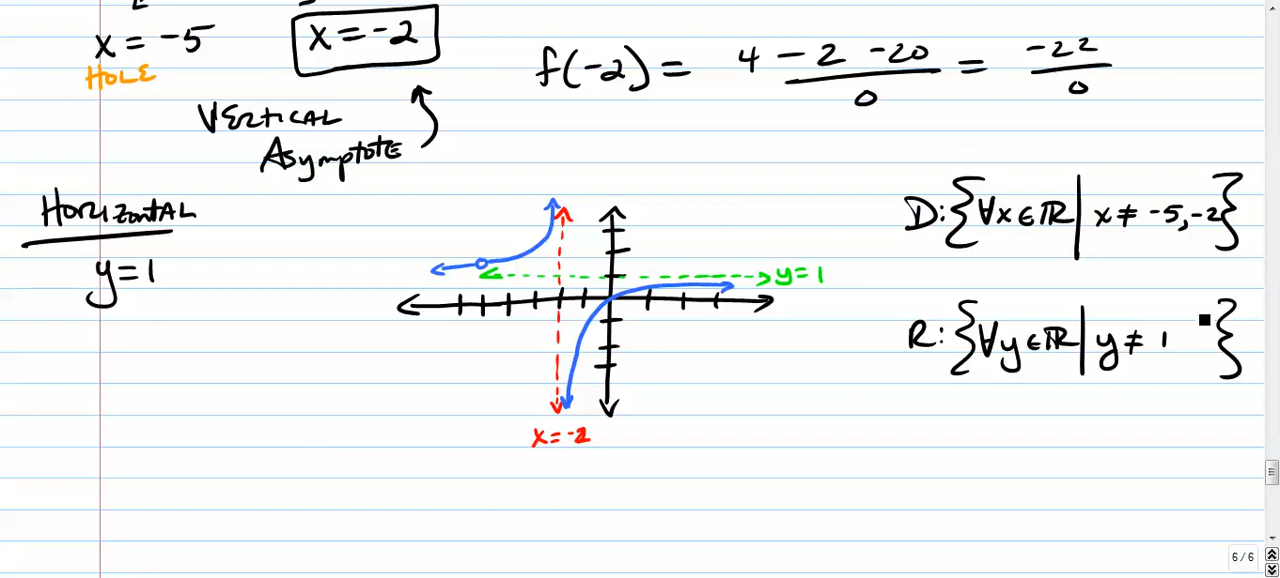 x = -5
HOLE
x = -2
VERTICAL
Asymptote
f(-2) = 4 - 2 - 20 / 0 = -22 / 0
HORIZONTAL
y = 1
y = 1
x = -2
D: {∀x ∈ ℝ | x ≠ -5, -2}
R: {∀y ∈ ℝ | y ≠ 1 }
6 / 6